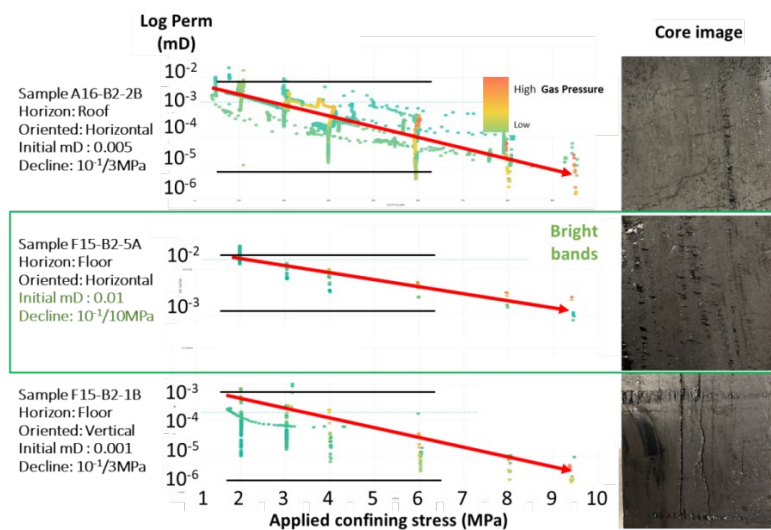 Log Perm
(mD)
Core image
Sample A16-B2-2B
Horizon: Roof
Oriented: Horizontal
Initial mD : 0.005
Decline: 10⁻¹/3MPa
10⁻²
10⁻³
10⁻⁴
10⁻⁵
10⁻⁶
High Gas Pressure
Low
Sample F15-B2-5A
Horizon: Floor
Oriented: Horizontal
Initial mD : 0.01
Decline: 10⁻¹/10MPa
10⁻²
10⁻³
Bright
bands
Sample F15-B2-1B
Horizon: Floor
Oriented: Vertical
Initial mD : 0.001
Decline: 10⁻¹/3MPa
10⁻³
10⁻⁴
10⁻⁵
10⁻⁶
1 2 3 4 5 6 7 8 9 10
Applied confining stress (MPa)